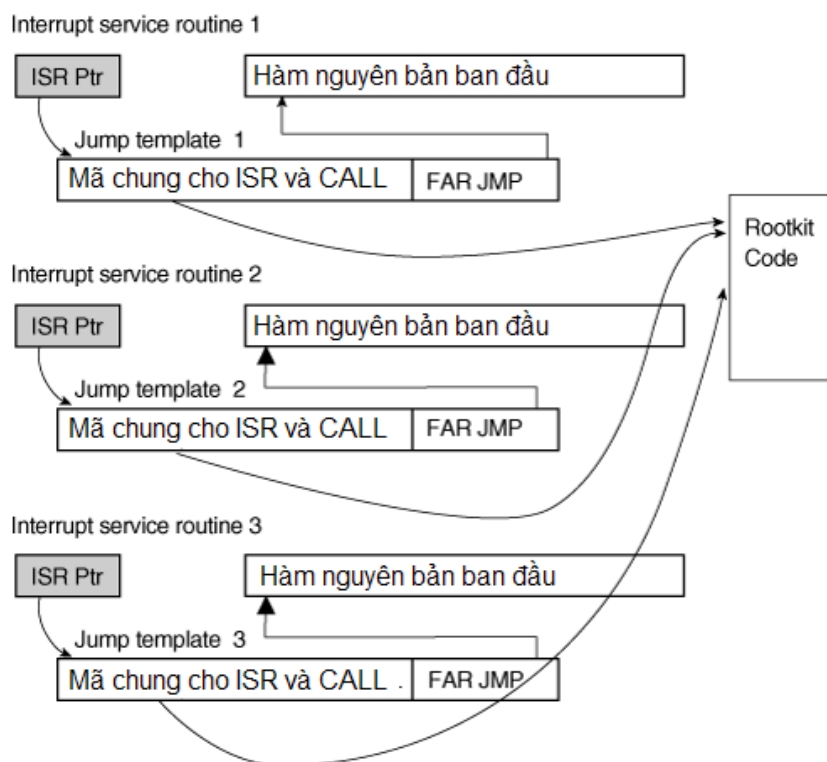 Interrupt service routine 1
ISR Ptr
Hàm nguyên bản ban đầu
Jump template 1
Mã chung cho ISR và CALL
FAR JMP
Rootkit
Code
Interrupt service routine 2
ISR Ptr
Hàm nguyên bản ban đầu
Jump template 2
Mã chung cho ISR và CALL
FAR JMP
Interrupt service routine 3
ISR Ptr
Hàm nguyên bản ban đầu
Jump template 3
Mã chung cho ISR và CALL .
FAR JMP